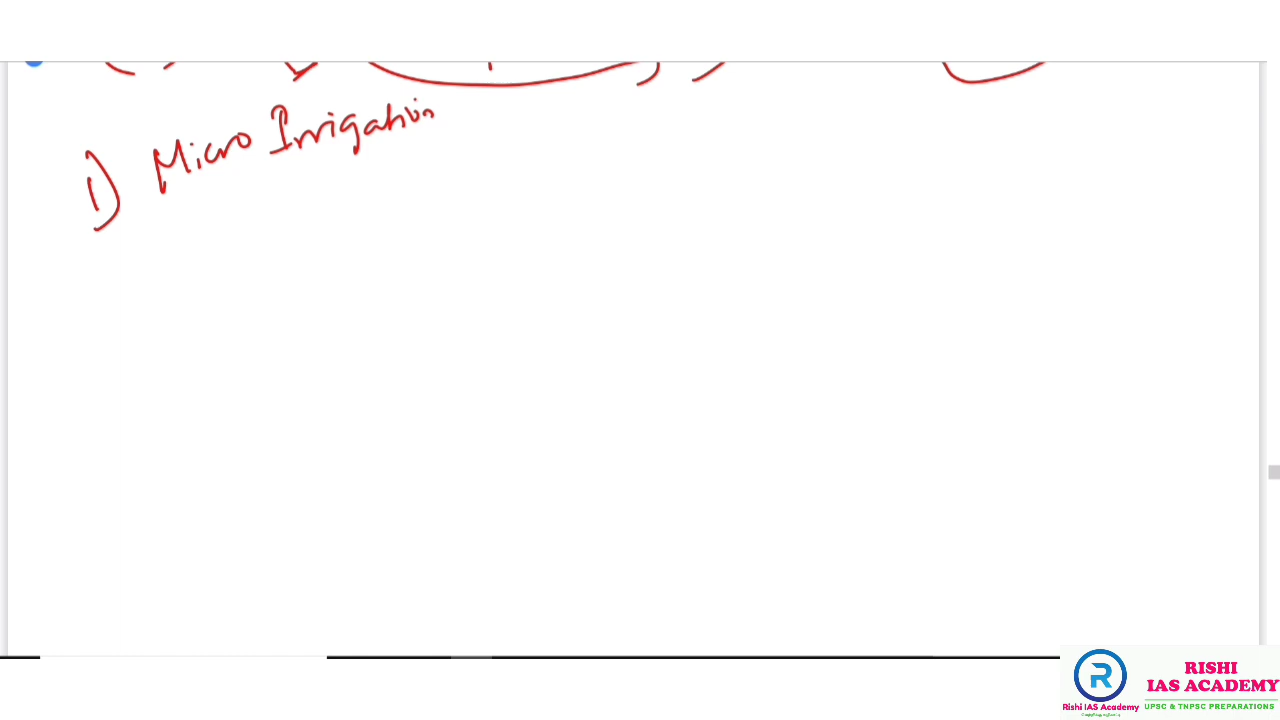 1) Micro Irrigation
R
Rishi IAS Academy
RISHI
IAS ACADEMY
UPSC & TNPSC PREPARATIONS